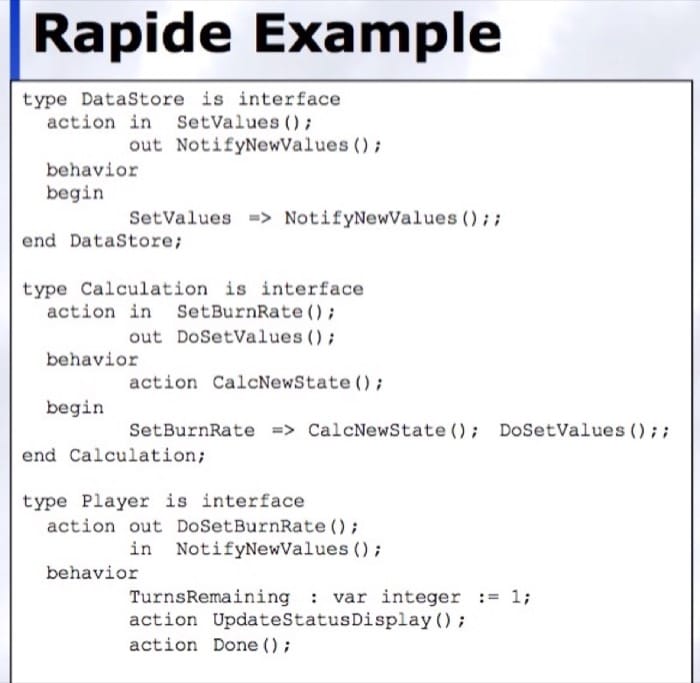 Rapide Example
type DataStore is interface
action in SetValues();
out NotifyNewValues();
behavior
begin
SetValues => NotifyNewValues();;
end DataStore;
type Calculation is interface
action in SetBurnRate();
out DoSetValues();
behavior
action CalcNewState();
begin
SetBurnRate => CalcNewState(); DoSetValues();;
end Calculation;
type Player is interface
action out DoSetBurnRate();
in NotifyNewValues();
behavior
TurnsRemaining : var integer := 1;
action UpdateStatusDisplay();
action Done();